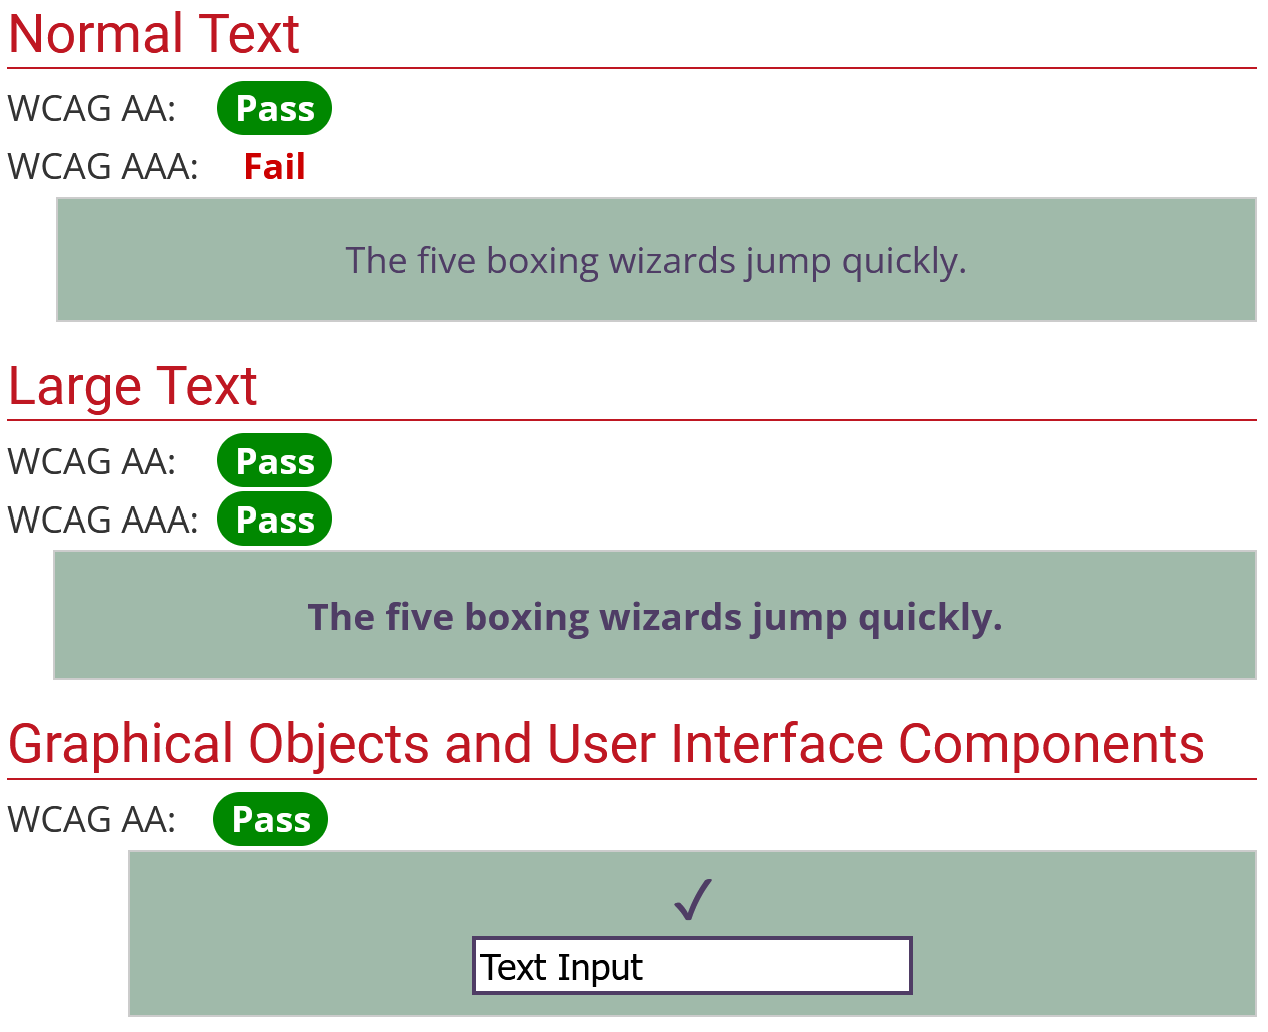 Normal Text
WCAG AA: Pass
WCAG AAA: Fail
The five boxing wizards jump quickly.
Large Text
WCAG AA: Pass
WCAG AAA: Pass
The five boxing wizards jump quickly.
Graphical Objects and User Interface Components
WCAG AA: Pass
✓
Text Input